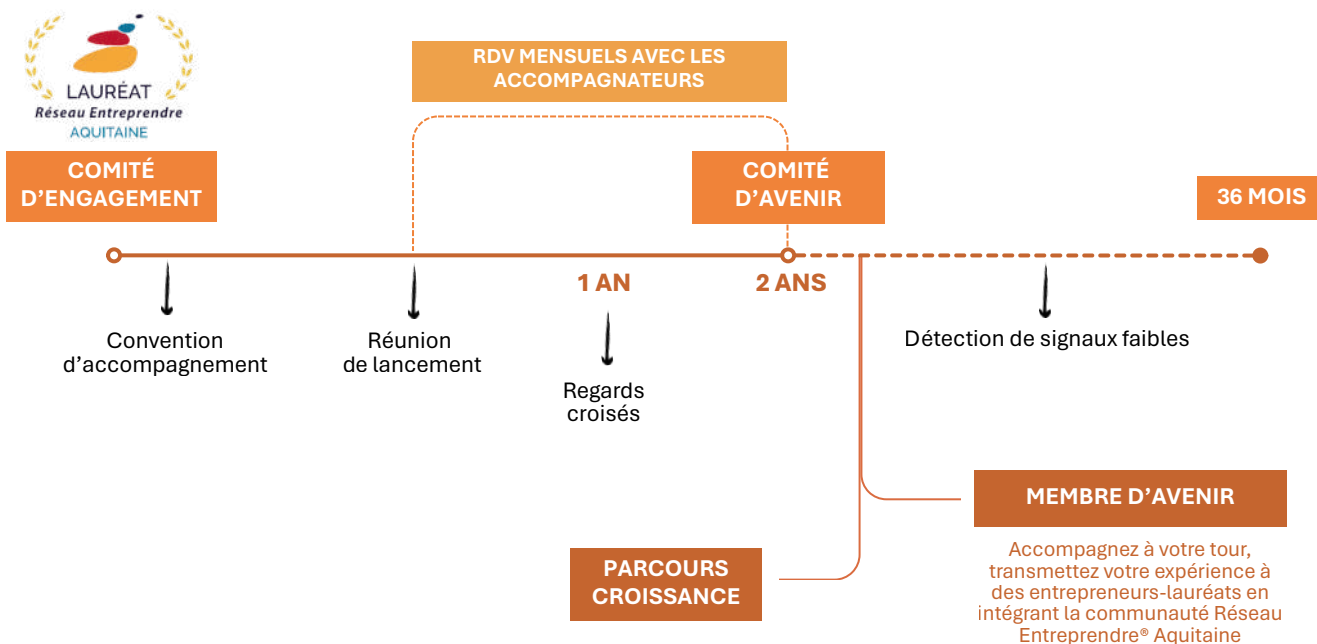 LAURÉAT
Réseau Entreprendre
AQUITAINE
RDV MENSUELS AVEC LES
ACCOMPAGNATEURS
COMITÉ
D'ENGAGEMENT
COMITÉ
D'AVENIR
36 MOIS
1 AN
2 ANS
Convention
d'accompagnement
Réunion
de lancement
Regards
croisés
Détection de signaux faibles
MEMBRE D'AVENIR
Accompagnez à votre tour,
transmettez votre expérience à
des entrepreneurs-lauréats en
intégrant la communauté Réseau
Entreprendre® Aquitaine
PARCOURS
CROISSANCE